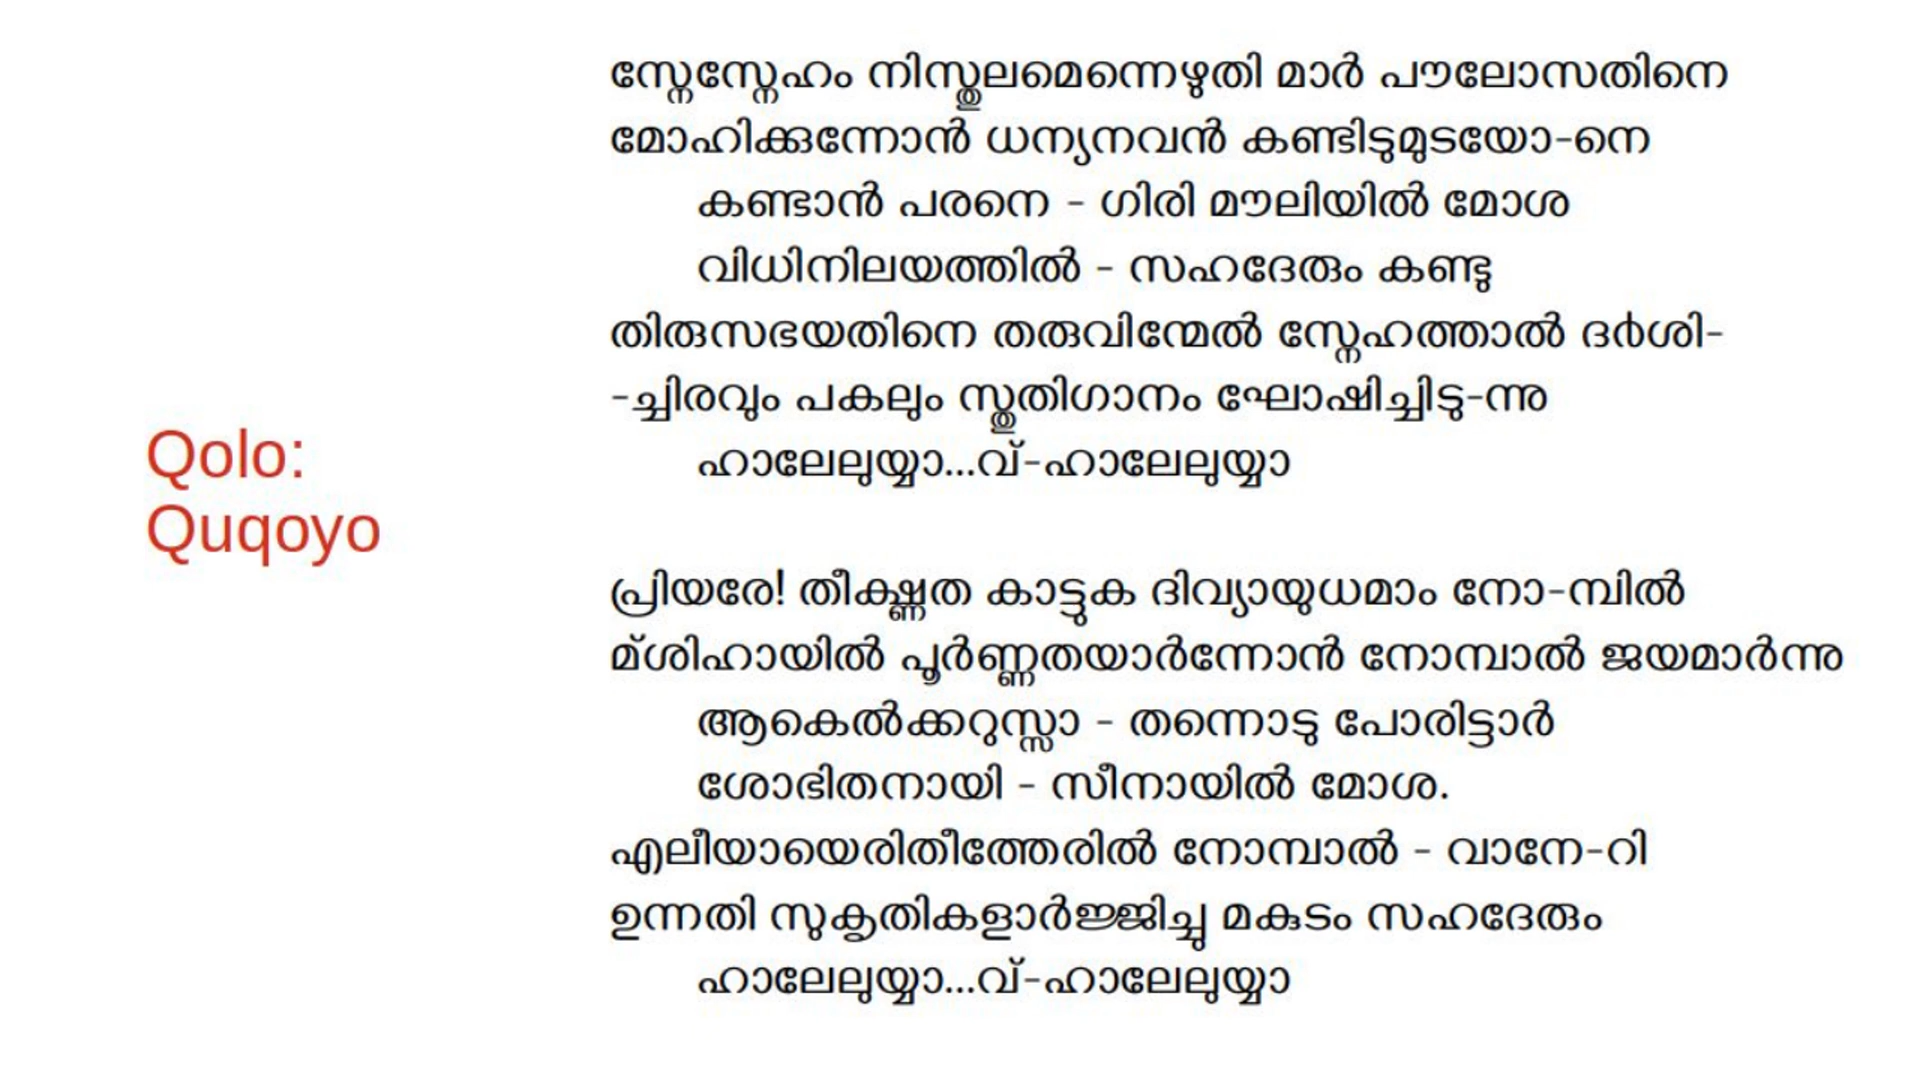 Qolo:
Quqoyo
സ്നേസ്നേഹം നിസ്തുലമെന്നെഴുതി മാർ പൗലോസതിനെ
മോഹിക്കുന്നോൻ ധന്യനവൻ കണ്ടിടുമുടയോ-നെ
കണ്ടാൻ പരനെ - ഗിരി മൗലിയിൽ മോശ
വിധിനിലയത്തിൽ - സഹദേരും കണ്ടു
തിരുസഭയതിനെ തരുവിന്മേൽ സ്നേഹത്താൽ ദൎശി-
-ച്ചിരവും പകലും സ്തുതിഗാനം ഘോഷിച്ചിടു-ന്നു
ഹാലേലുയ്യാ...വ്-ഹാലേലുയ്യാ
പ്രിയരേ! തീക്ഷ്ണത കാട്ടുക ദിവ്യായുധമാം നോ-മ്പിൽ
മ്ശിഹായിൽ പൂർണ്ണതയാർന്നോൻ നോമ്പാൽ ജയമാർന്നു
ആകെൽക്കറുസ്സാ - തന്നൊടു പോരിട്ടാർ
ശോഭിതനായി - സീനായിൽ മോശ.
എലീയായെരിതീത്തേരിൽ നോമ്പാൽ - വാനേ-റി
ഉന്നതി സുകൃതികളാർജ്ജിച്ചു മകുടം സഹദേരും
ഹാലേലുയ്യാ...വ്-ഹാലേലുയ്യാ